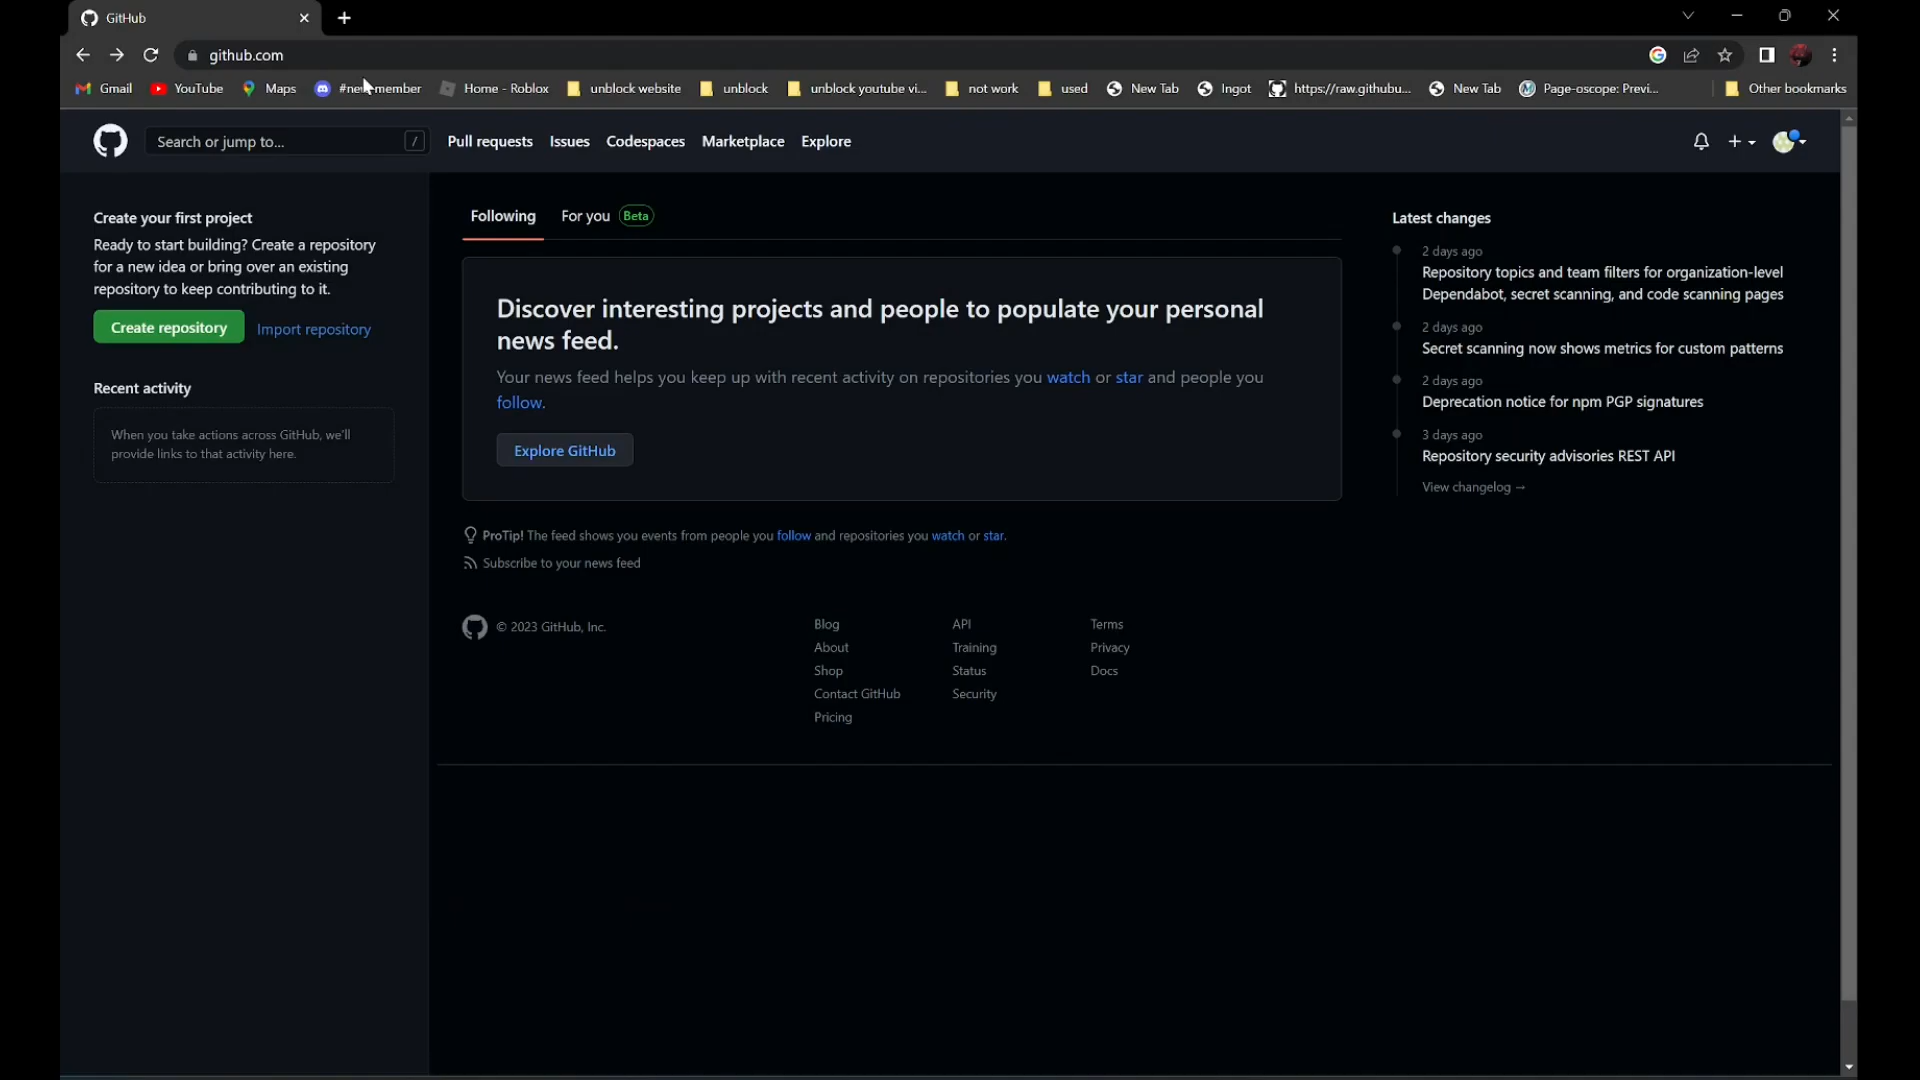 GitHub
github.com
Gmail
YouTube
Maps
Home - Roblox
unblock website
unblock
unblock youtube vi...
not work
used
New Tab
Ingot
https://raw.githubu...
New Tab
Page-oscope: Previ...
Other bookmarks
Search or jump to...
/
Pull requests
Issues
Codespaces
Marketplace
Explore
Create your first project
Ready to start building? Create a repository
for a new idea or bring over an existing
repository to keep contributing to it.
Create repository
Import repository
Recent activity
When you take actions across GitHub, we'll
provide links to that activity here.
Following
For you
Beta
Discover interesting projects and people to populate your personal
news feed.
Your news feed helps you keep up with recent activity on repositories you watch or star and people you
follow.
Explore GitHub
ProTip! The feed shows you events from people you follow and repositories you watch or star.
Subscribe to your news feed
© 2023 GitHub, Inc.
Blog
About
Shop
Contact GitHub
Pricing
API
Training
Status
Security
Terms
Privacy
Docs
Latest changes
2 days ago
Repository topics and team filters for organization-level
Dependabot, secret scanning, and code scanning pages
2 days ago
Secret scanning now shows metrics for custom patterns
2 days ago
Deprecation notice for npm PGP signatures
3 days ago
Repository security advisories REST API
View changelog →